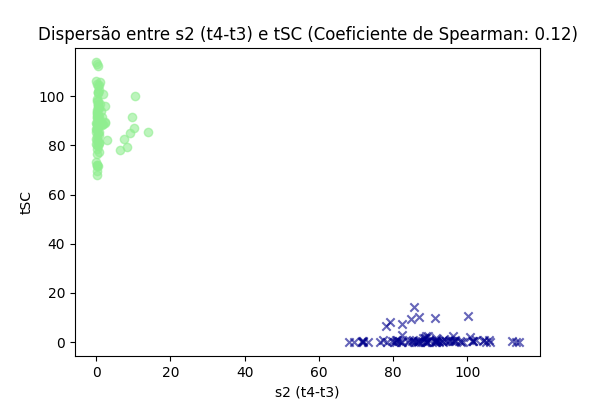 Dispersão entre s2 (t4-t3) e tSC (Coeficiente de Spearman: 0.12)
tSC
100
80
60
40
20
0
0 20 40 60 80 100
s2 (t4-t3)